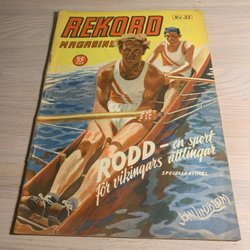 REKORD
MAGASINET
Nr 35
RODD – en sport
för vikingars ättlingar
SPECIALARTIKEL